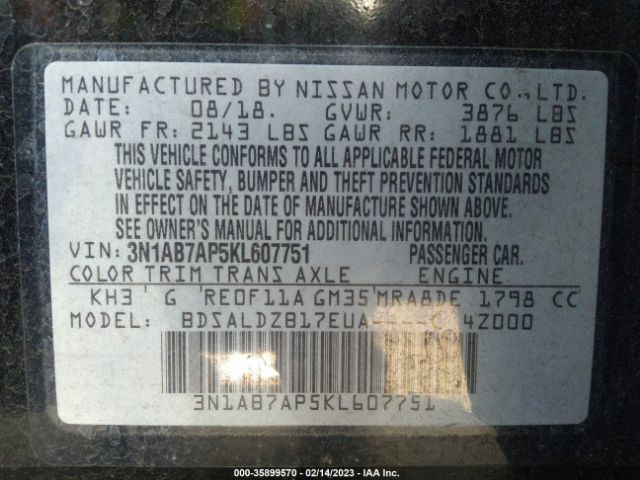 MANUFACTURED BY NISSAN MOTOR CO., LTD.
DATE: 08/18. GVWR: 3876 LBS
GAWR FR: 2143 LBS GAWR RR: 1881 LBS
THIS VEHICLE CONFORMS TO ALL APPLICABLE FEDERAL MOTOR
VEHICLE SAFETY, BUMPER AND THEFT PREVENTION STANDARDS
IN EFFECT ON THE DATE OF MANUFACTURE SHOWN ABOVE.
SEE OWNER'S MANUAL FOR ADDITIONAL INFORMATION.
VIN: 3N1AB7AP5KL607751 PASSENGER CAR.
COLOR TRIM TRANS AXLE ENGINE
KH3 G RE0F11A GM35 MRA8DE 1798 CC
MODEL: BDSALDZB17EUA----C 4Z000
3N1AB7AP5KL607751
000-35899570 - 02/14/2023 - IAA Inc.